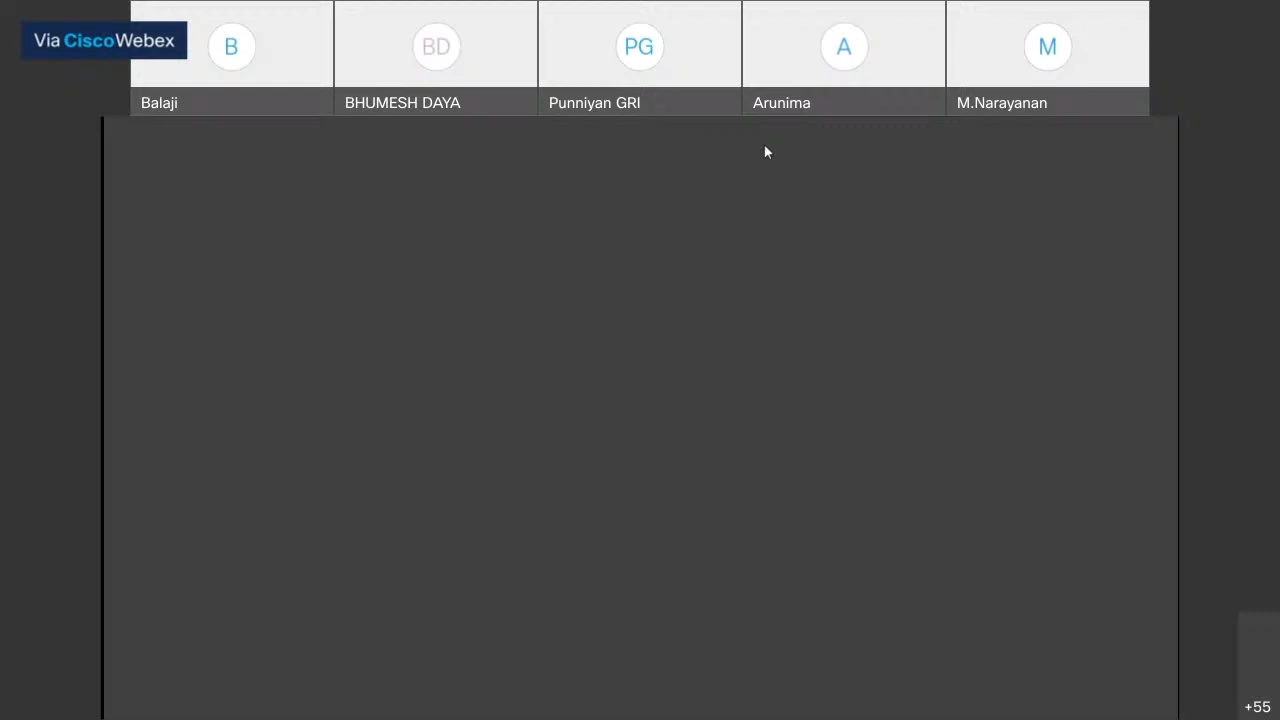 Via CiscoWebex
B
BD
PG
A
M
Balaji
BHUMESH DAYA
Punniyan GRI
Arunima
M.Narayanan
+55